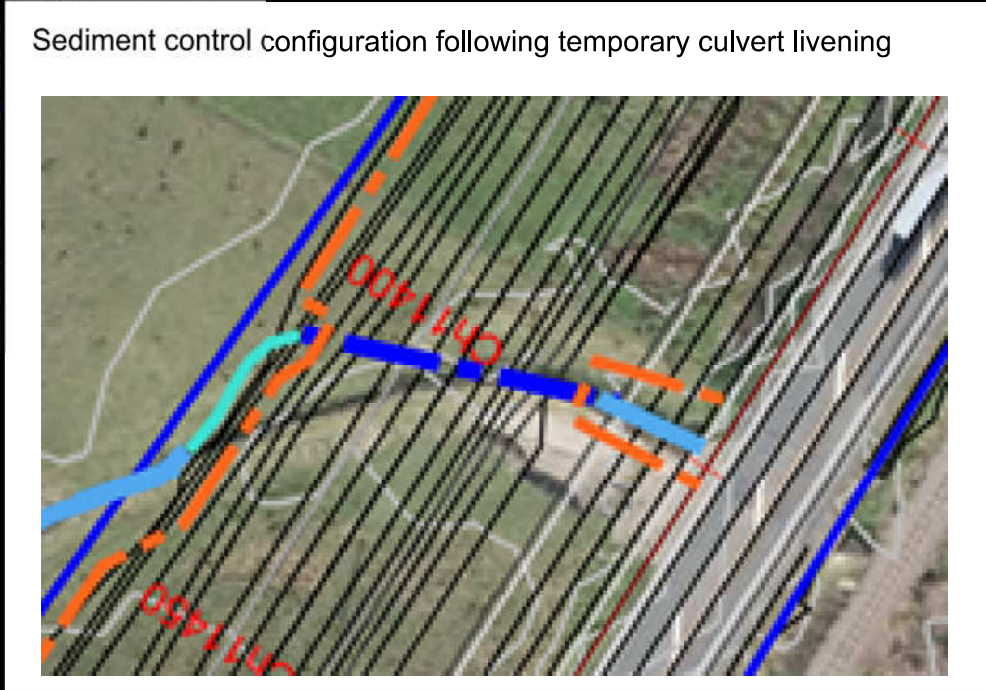 Sediment control configuration following temporary culvert livening
Ch11400
Ch11450